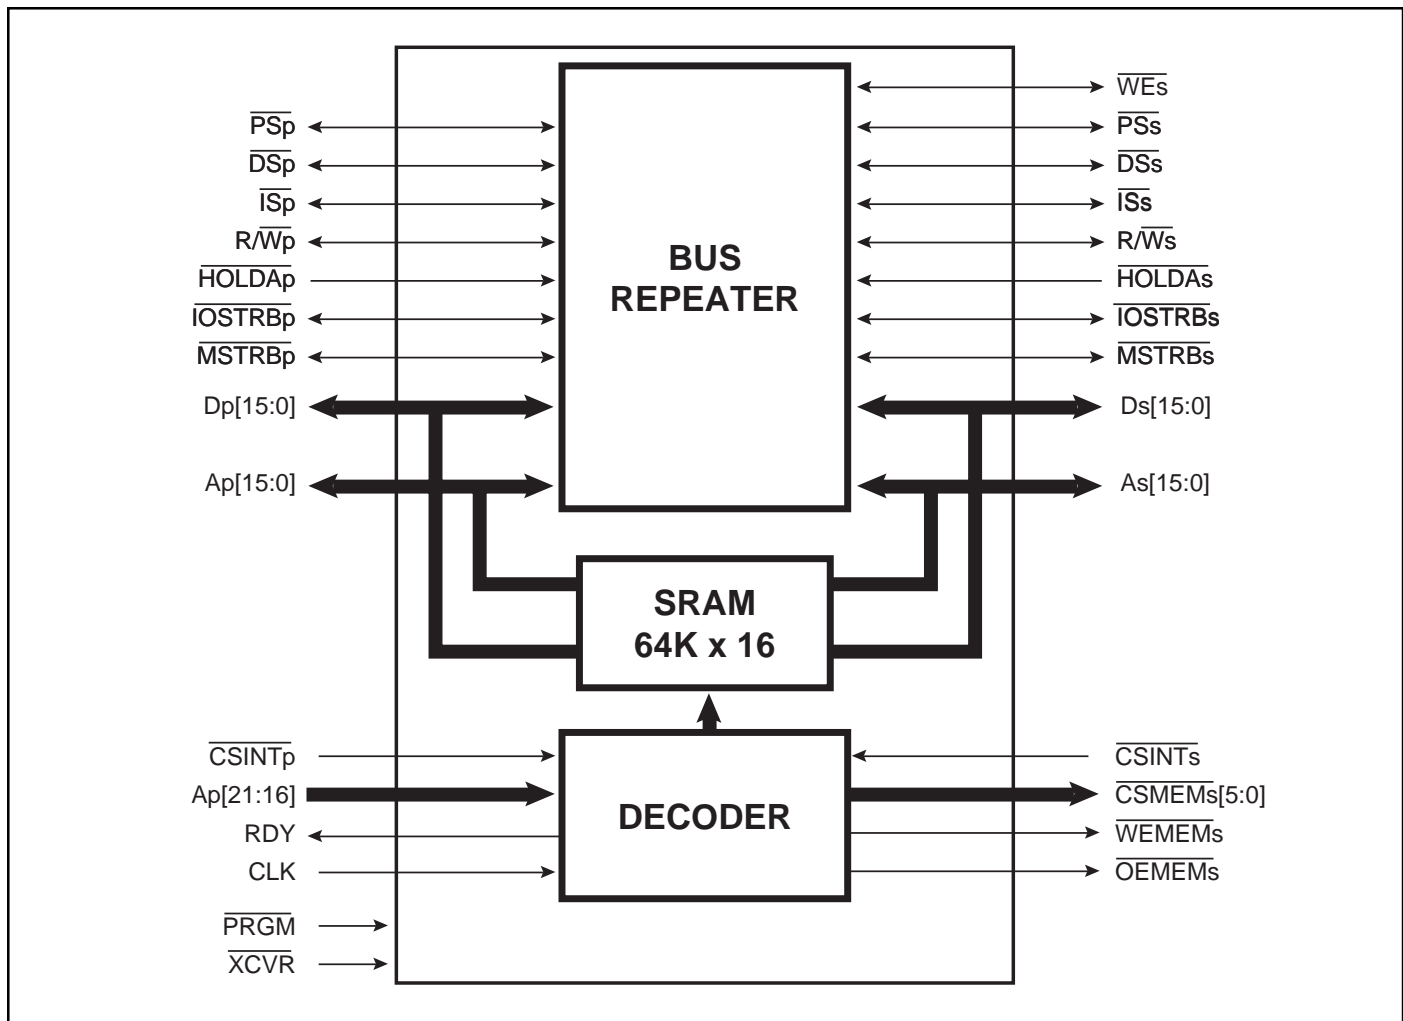 WEs
PSp
PSs
DSp
DSs
ISp
ISs
R/Wp
R/Ws
BUS
REPEATER
HOLDAp
HOLDAs
IOSTRBp
IOSTRBs
MSTRBp
MSTRBs
Dp[15:0]
Ds[15:0]
Ap[15:0]
As[15:0]
SRAM
64K x 16
CSINTp
CSINTs
Ap[21:16]
CSMEMs[5:0]
DECODER
RDY
WEMEMs
CLK
OEMEMs
PRGM
XCVR